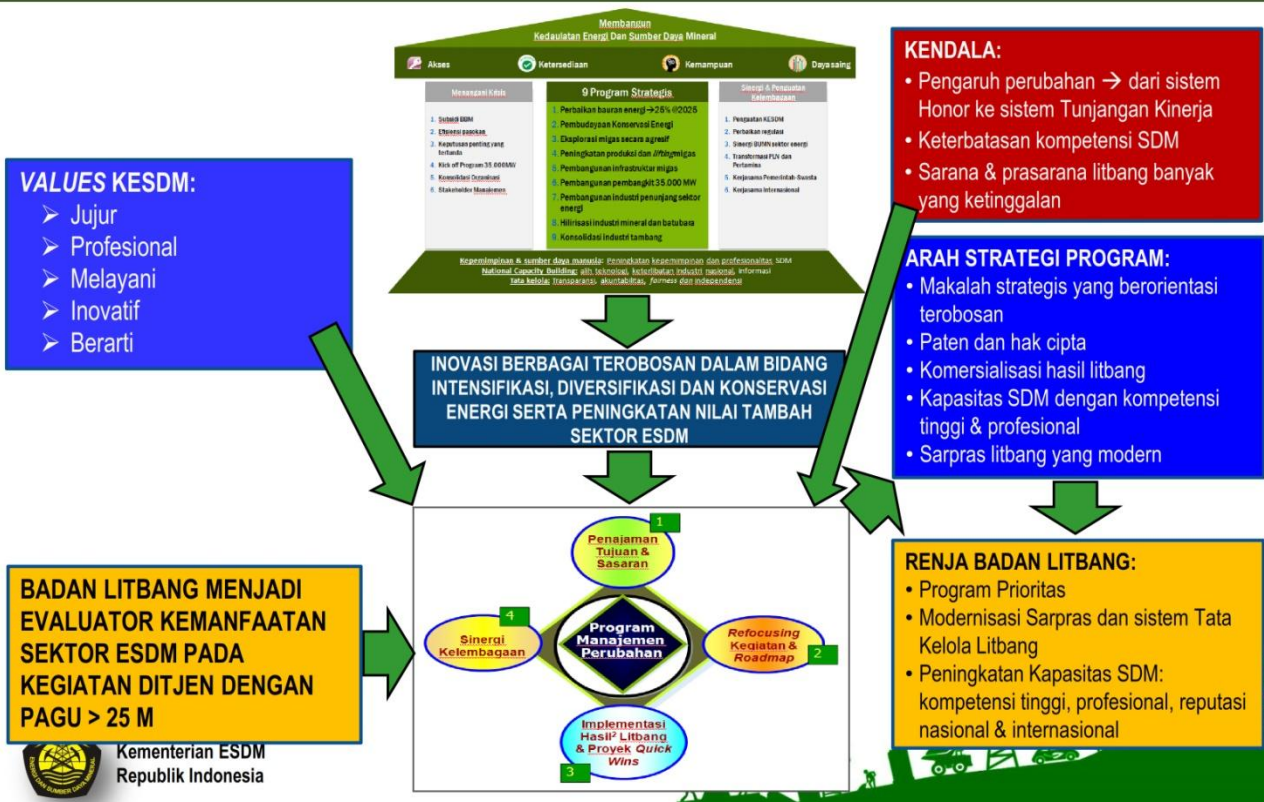 Membangun
Kedaulatan Energi Dan Sumber Daya Mineral
Akses
Ketersediaan
Kemampuan
Daya saing
Menangani Krisis
1. Subsidi BBM
2. Efisiensi pasokan
3. Keputusan penting yang
tertunda
4. Kick off Program 35.000MW
5. Konsolidasi Organisasi
6. Stakeholder Manajemen
9 Program Strategis
1. Perbaikan bauran energi→25% @2025
2. Pembudayaan Konservasi Energi
3. Eksplorasi migas secara agresif
4. Peningkatan produksi dan lifting migas
5. Pembangunan infrastruktur migas
6. Pembangunan pembangkit 35.000 MW
7. Pembangunan industri penunjang sektor
energi
8. Hilirisasi industri mineral dan batubara
9. Konsolidasi industri tambang
Sinergi & Penguatan
Kelembagaan
1. Penguatan KESDM
2. Perbaikan regulasi
3. Sinergi BUMN sektor energi
4. Transformasi PLN dan
Pertamina
5. Kerjasama Pemerintah-Swasta
6. Kerjasama Internasional
Kepemimpinan & sumber daya manusia: Peningkatan kepemimpinan dan profesionalitas SDM
National Capacity Building: alih teknologi, keterlibatan industri nasional, informasi
Tata kelola: transparansi, akuntabilitas, fairness dan independensi
KENDALA:
• Pengaruh perubahan → dari sistem
Honor ke sistem Tunjangan Kinerja
• Keterbatasan kompetensi SDM
• Sarana & prasarana litbang banyak
yang ketinggalan
VALUES KESDM:
➢ Jujur
➢ Profesional
➢ Melayani
➢ Inovatif
➢ Berarti
ARAH STRATEGI PROGRAM:
• Makalah strategis yang berorientasi
terobosan
• Paten dan hak cipta
• Komersialisasi hasil litbang
• Kapasitas SDM dengan kompetensi
tinggi & profesional
• Sarpras litbang yang modern
INOVASI BERBAGAI TEROBOSAN DALAM BIDANG
INTENSIFIKASI, DIVERSIFIKASI DAN KONSERVASI
ENERGI SERTA PENINGKATAN NILAI TAMBAH
SEKTOR ESDM
1
Penajaman
Tujuan &
Sasaran
4
Sinergi
Kelembagaan
Program
Manajemen
Perubahan
Refocusing
Kegiatan &
Roadmap
2
Implementasi
Hasil² Litbang
& Proyek Quick
Wins
3
BADAN LITBANG MENJADI
EVALUATOR KEMANFAATAN
SEKTOR ESDM PADA
KEGIATAN DITJEN DENGAN
PAGU > 25 M
RENJA BADAN LITBANG:
• Program Prioritas
• Modernisasi Sarpras dan sistem Tata
Kelola Litbang
• Peningkatan Kapasitas SDM:
kompetensi tinggi, profesional, reputasi
nasional & internasional
ENERGI DAN SUMBER DAYA MINERAL
Kementerian ESDM
Republik Indonesia